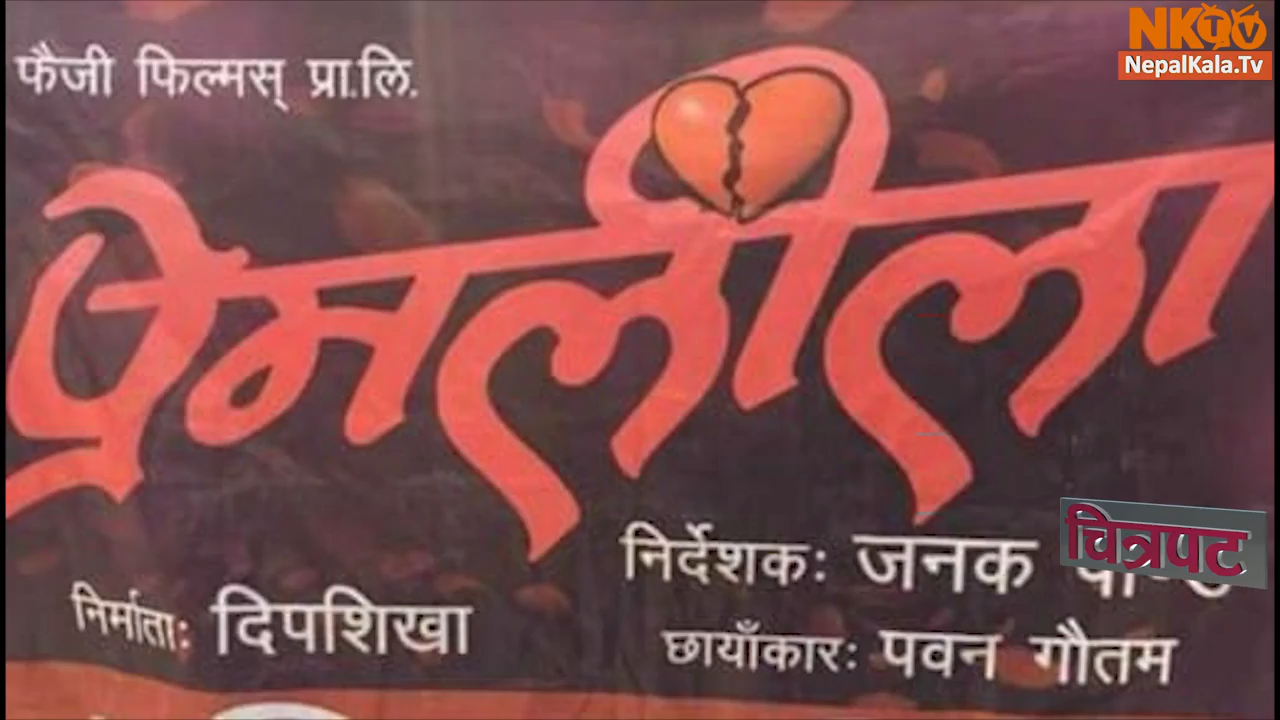 NKTV
NepalKala.Tv
फैजी फिल्मस् प्रा.लि.
प्रेमलीला
चित्रपट
निर्देशक: जनक
निर्माता: दिपशिखा
छायाँकार: पवन गौतम